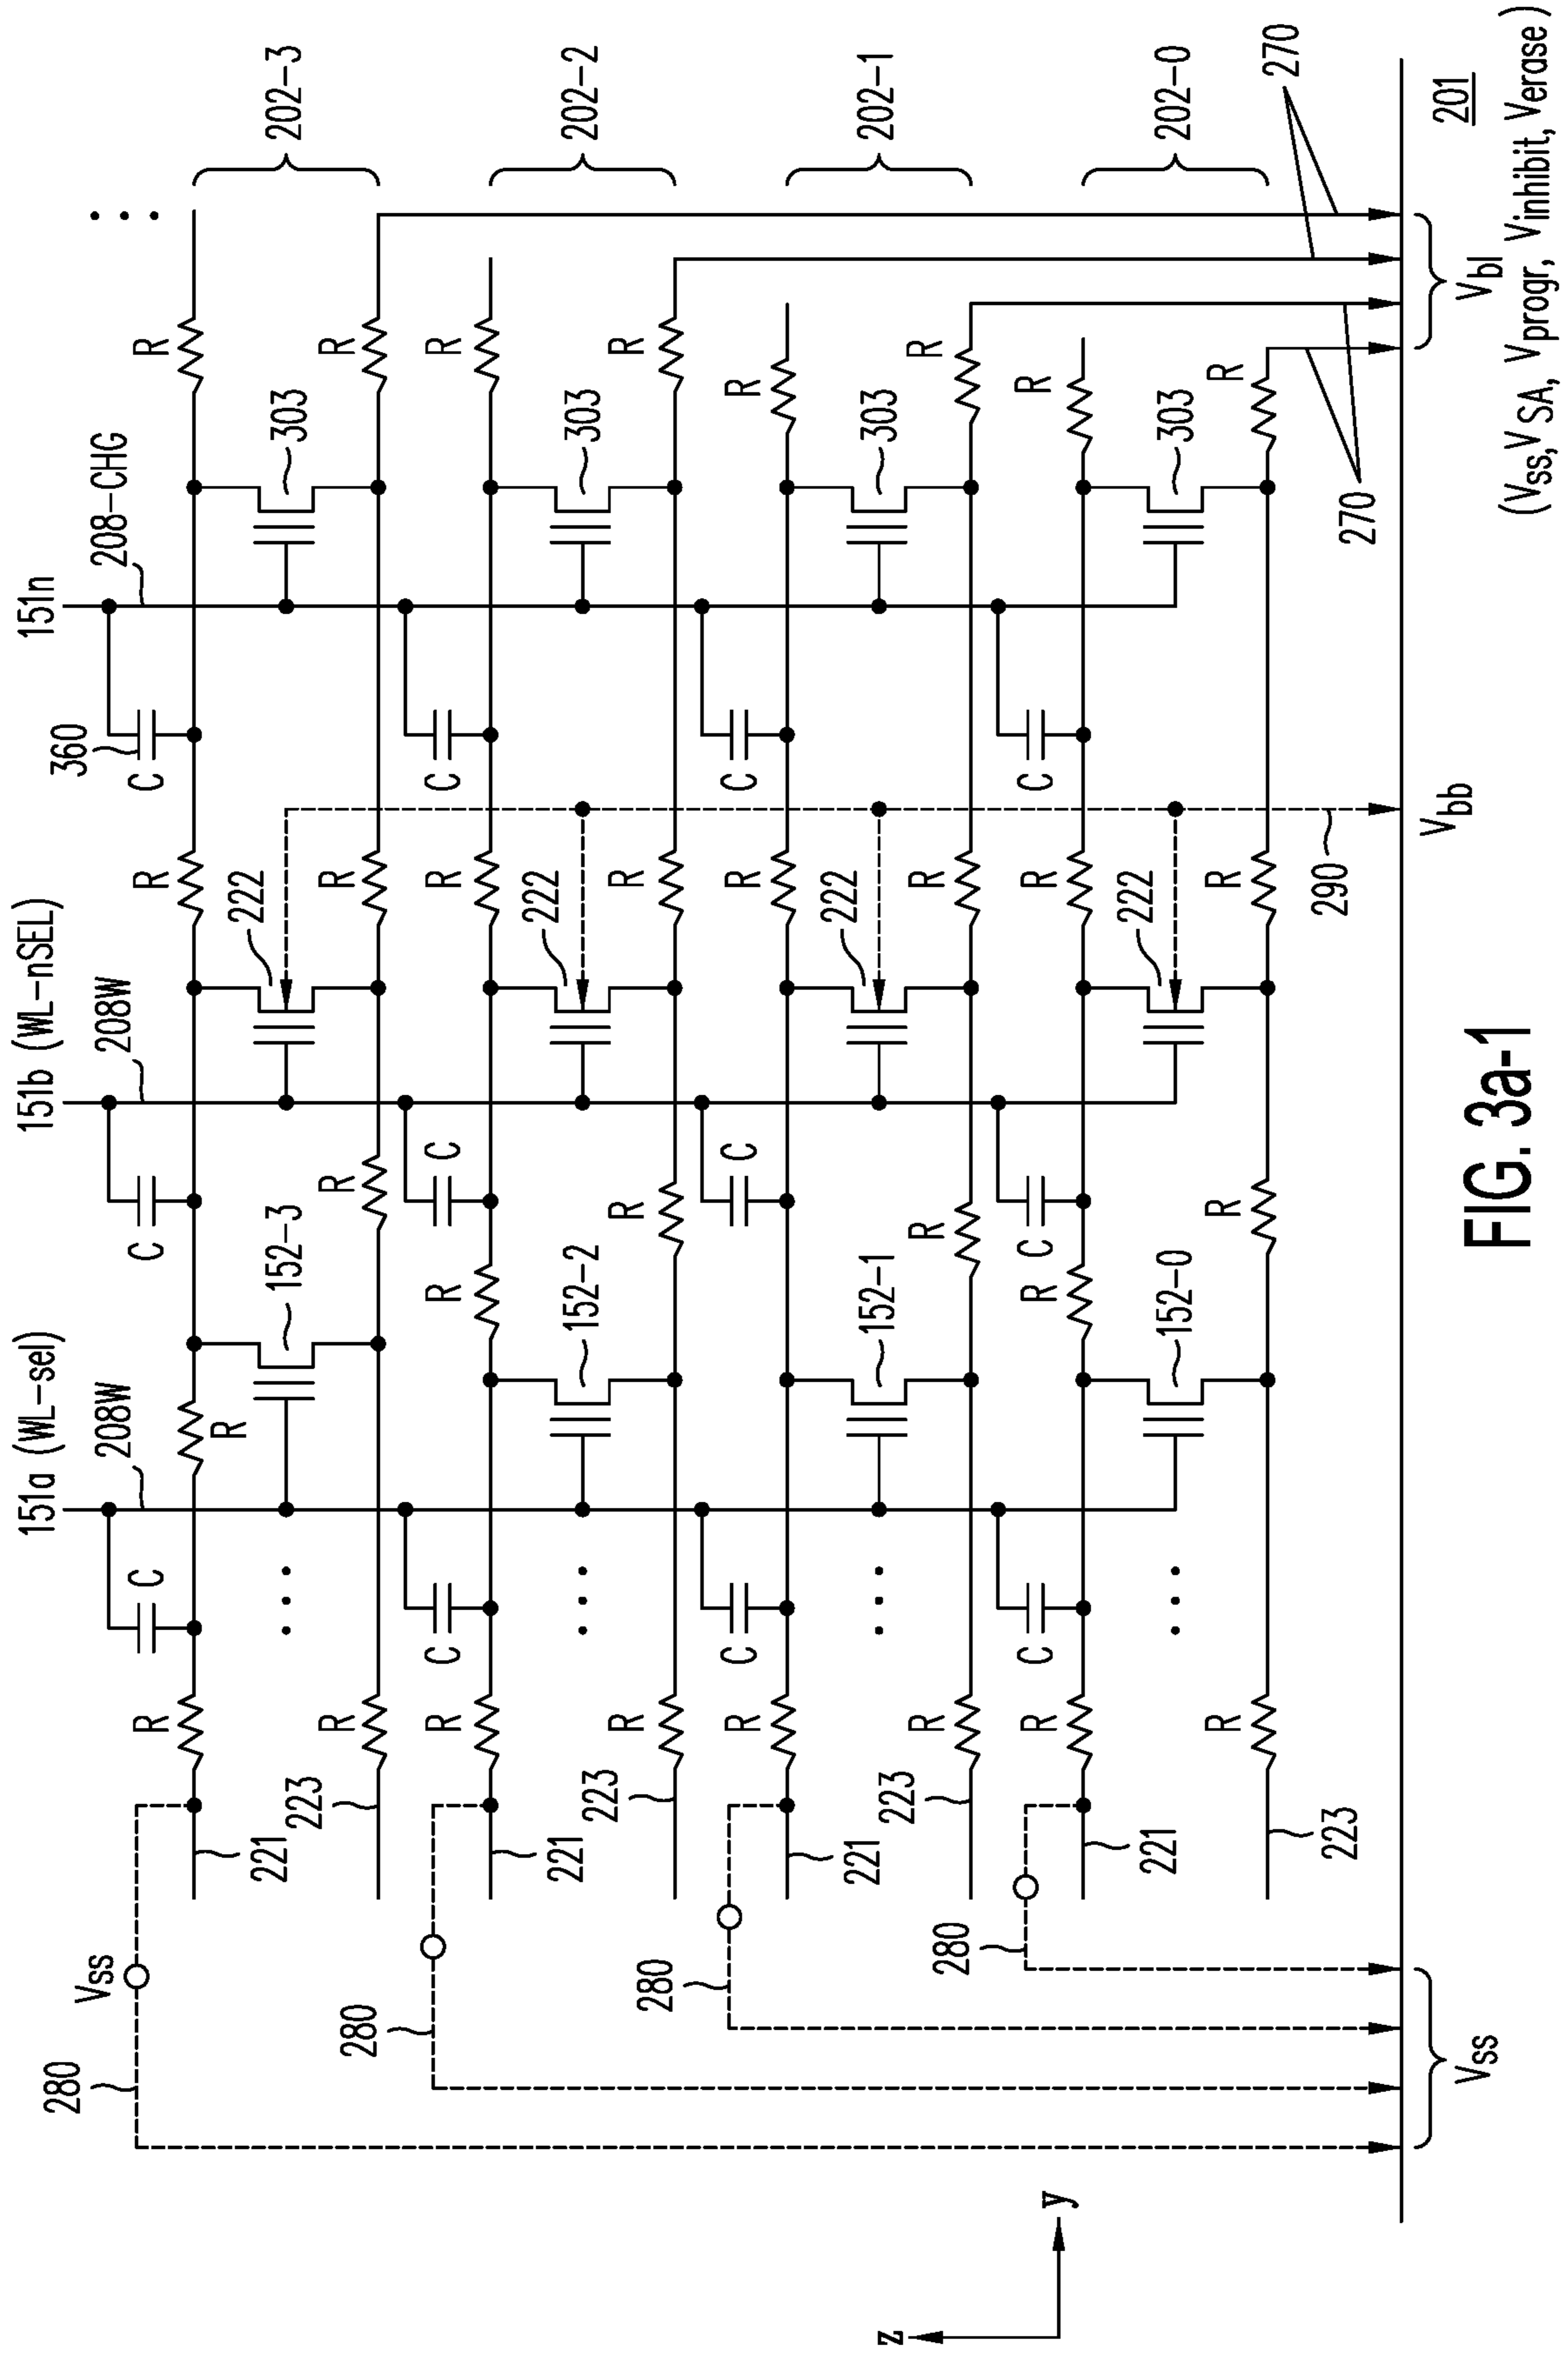 151a (WL-sel)
151b (WL-nSEL)
151n
208W
208W
208-CHG
280
Vss
C
C
C
360
R
R
R
R
202-3
221
152-3
222
303
223
R
R
R
R
280
C
C
C
R
R
R
R
202-2
221
152-2
222
303
223
R
R
R
R
280
C
C
C
R
R
R
202-1
221
152-1
222
303
223
R
R
R
R
280
C
C
C
R
R
R
R
202-0
221
152-0
222
303
223
R
R
R
R
270
270
290
201
Vss
Vbb
Vbl
(Vss, VSA, Vprogr, Vinhibit, Verase)
z
y
FIG. 3a-1